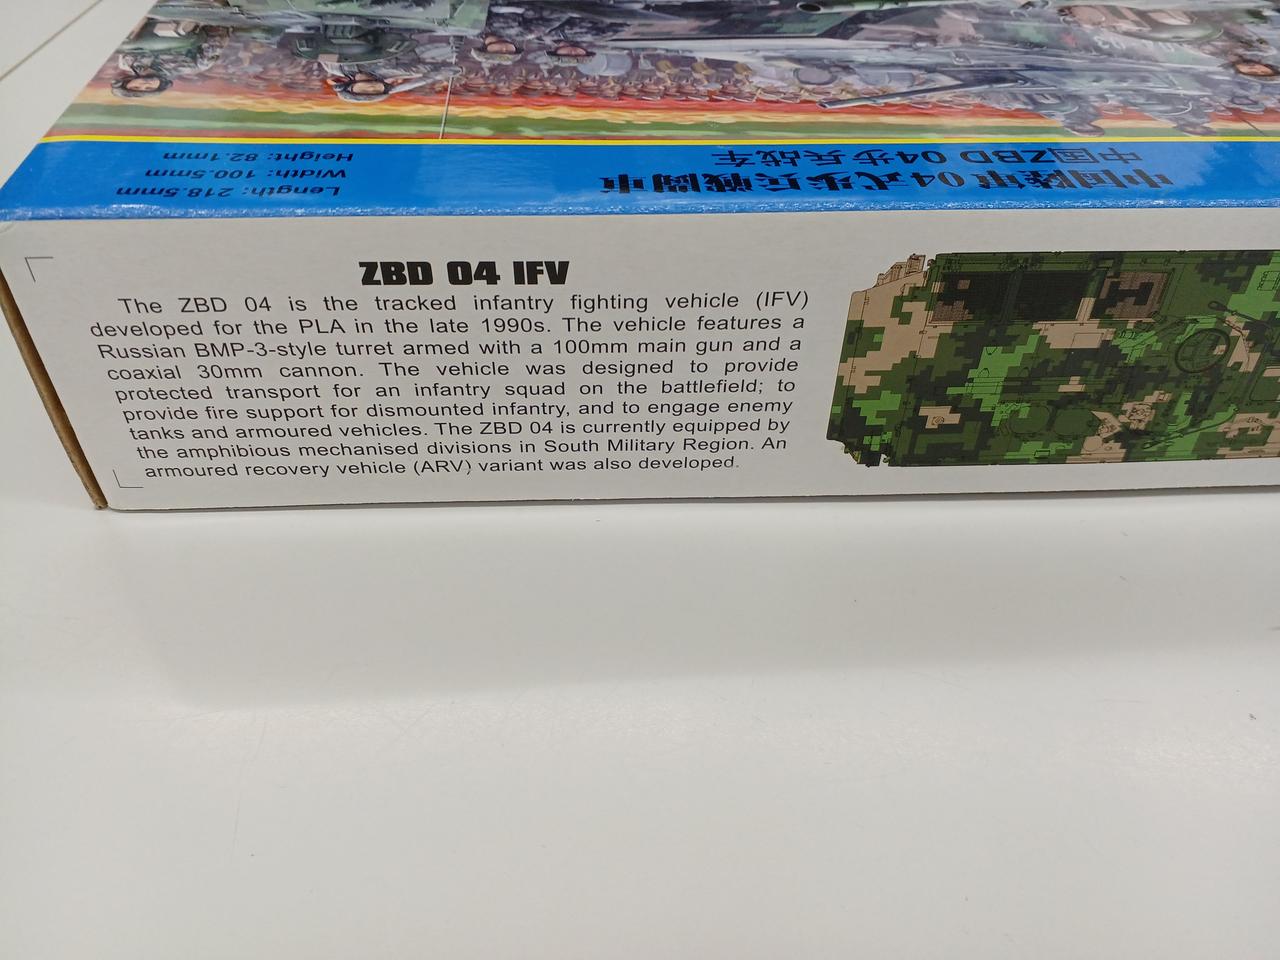 Length: 218.5mm
Width: 100.5mm
Height: 82.1mm
中国陸軍 04式歩兵戦闘車
中国ZBD 04步兵战车
ZBD 04 IFV
The ZBD 04 is the tracked infantry fighting vehicle (IFV)
developed for the PLA in the late 1990s. The vehicle features a
Russian BMP-3-style turret armed with a 100mm main gun and a
coaxial 30mm cannon. The vehicle was designed to provide
protected transport for an infantry squad on the battlefield; to
provide fire support for dismounted infantry, and to engage enemy
tanks and armoured vehicles. The ZBD 04 is currently equipped by
the amphibious mechanised divisions in South Military Region. An
armoured recovery vehicle (ARV) variant was also developed.